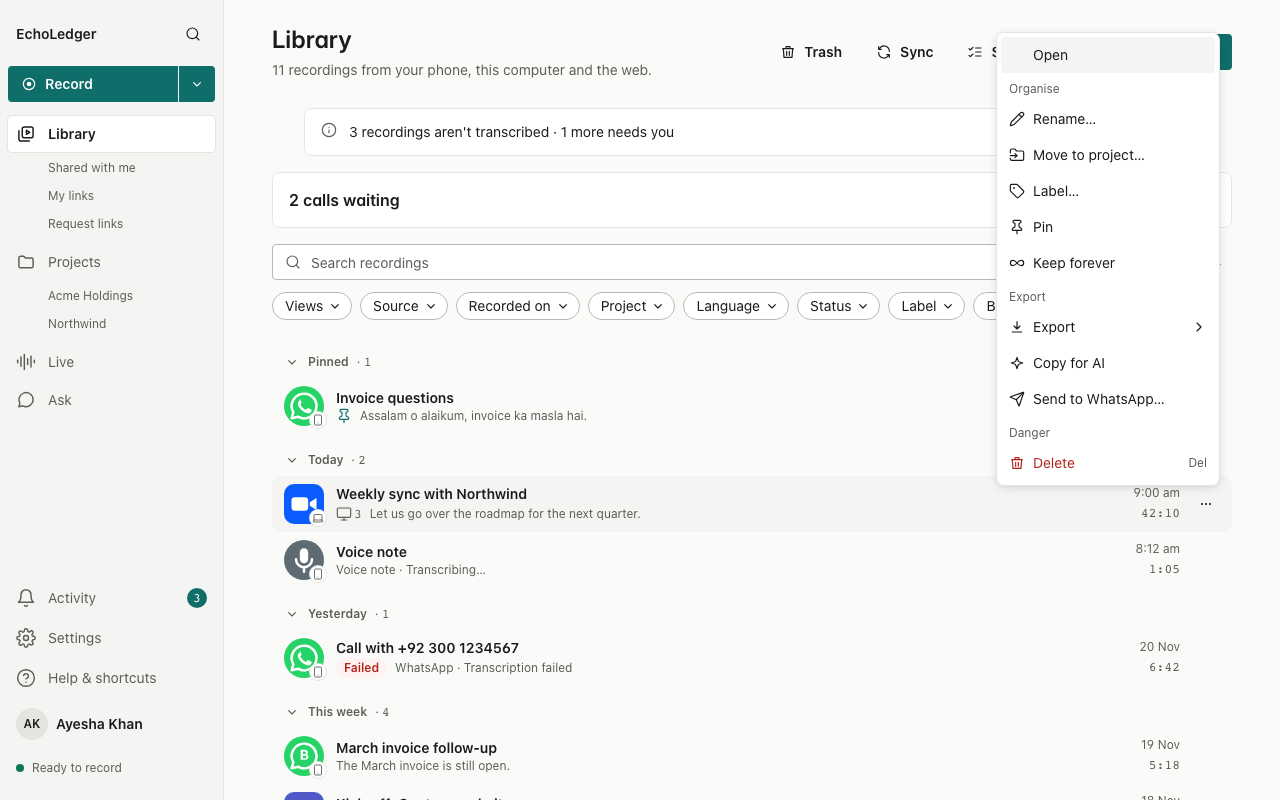 EchoLedger
Record
Library
Shared with me
My links
Request links
Projects
Acme Holdings
Northwind
Live
Ask
Activity 3
Settings
Help & shortcuts
AK Ayesha Khan
Ready to record
Library
11 recordings from your phone, this computer and the web.
Trash Sync
3 recordings aren't transcribed · 1 more needs you
2 calls waiting
Search recordings
Views Source Recorded on Project Language Status Label
Pinned · 1
Invoice questions
Assalam o alaikum, invoice ka masla hai.
Today · 2
Weekly sync with Northwind
3 Let us go over the roadmap for the next quarter.
9:00 am
42:10
Voice note
Voice note · Transcribing...
8:12 am
1:05
Yesterday · 1
Call with +92 300 1234567
Failed WhatsApp · Transcription failed
20 Nov
6:42
This week · 4
B
March invoice follow-up
The March invoice is still open.
19 Nov
5:18
18 Nov
Open
Organise
Rename...
Move to project...
Label...
Pin
Keep forever
Export
Export
Copy for AI
Send to WhatsApp...
Danger
Delete Del